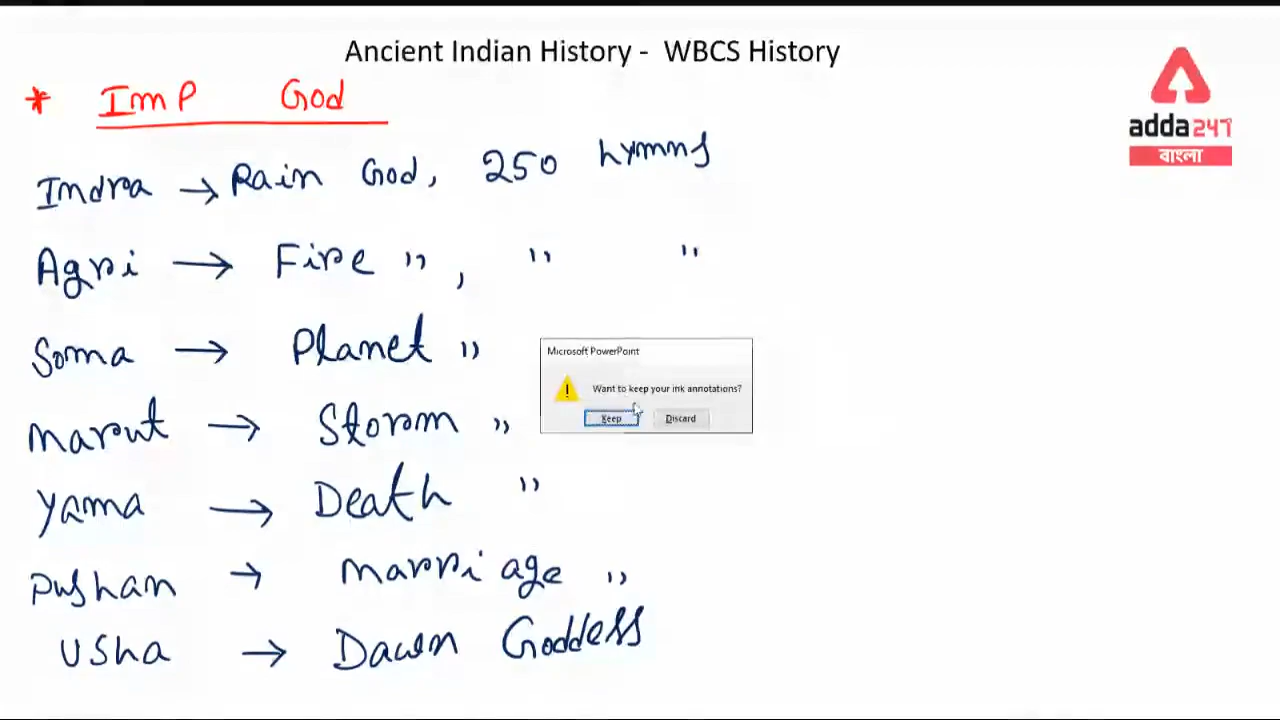 Ancient Indian History - WBCS History
adda247
বাংলা
* Imp God
Indra → Rain God, 250 hymns
Agni → Fire ", " "
Soma → Planet "
Marut → Storm "
Yama → Death "
Pushan → Marriage "
Usha → Dawn Goddess
Microsoft PowerPoint
Want to keep your ink annotations?
Keep
Discard